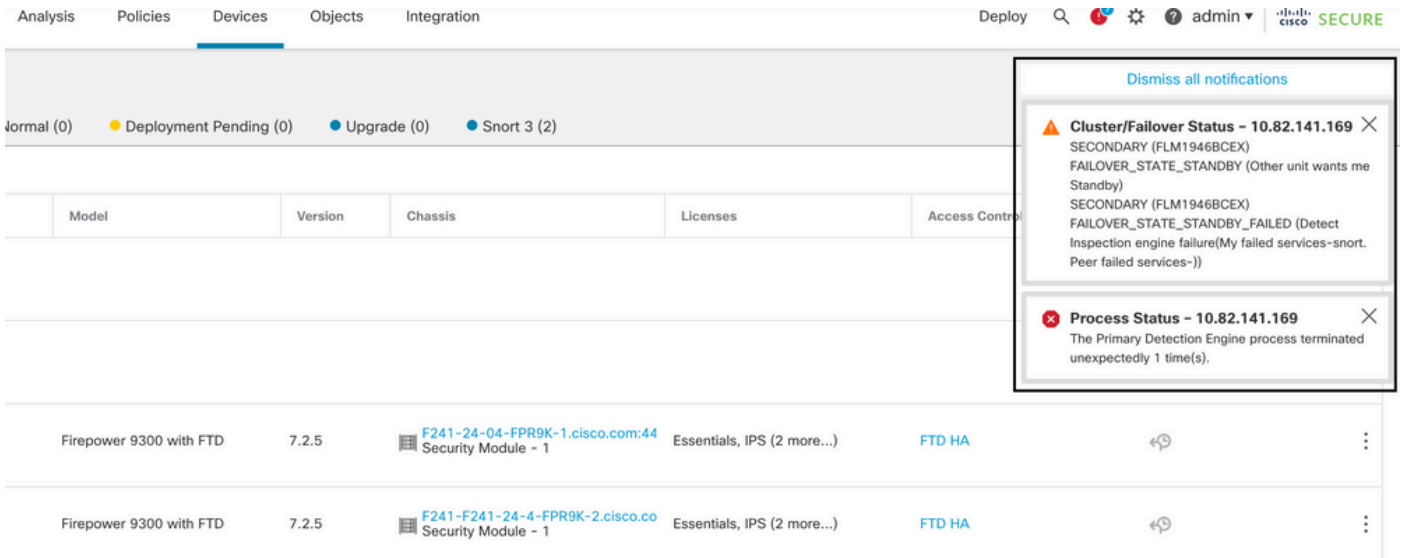 Analysis Policies Devices Objects Integration Deploy admin cisco SECURE
Dismiss all notifications
Normal (0) Deployment Pending (0) Upgrade (0) Snort 3 (2)
Cluster/Failover Status - 10.82.141.169
SECONDARY (FLM1946BCEX)
FAILOVER_STATE_STANDBY (Other unit wants me
Standby)
SECONDARY (FLM1946BCEX)
FAILOVER_STATE_STANDBY_FAILED (Detect
Inspection engine failure(My failed services-snort.
Peer failed services-))
Model Version Chassis Licenses Access Control
Process Status - 10.82.141.169
The Primary Detection Engine process terminated
unexpectedly 1 time(s).
Firepower 9300 with FTD 7.2.5 F241-24-04-FPR9K-1.cisco.com:44 Essentials, IPS (2 more...) FTD HA
Security Module - 1
Firepower 9300 with FTD 7.2.5 F241-F241-24-4-FPR9K-2.cisco.co Essentials, IPS (2 more...) FTD HA
Security Module - 1